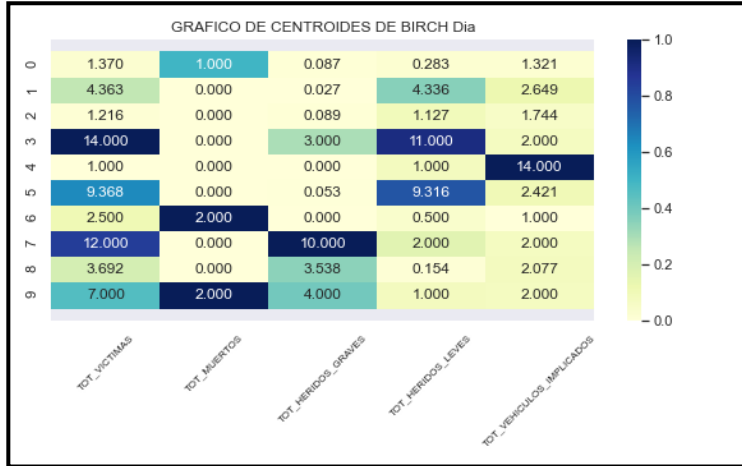 GRAFICO DE CENTROIDES DE BIRCH Dia
0 1.370 1.000 0.087 0.283 1.321
1 4.363 0.000 0.027 4.336 2.649
2 1.216 0.000 0.089 1.127 1.744
3 14.000 0.000 3.000 11.000 2.000
4 1.000 0.000 0.000 1.000 14.000
5 9.368 0.000 0.053 9.316 2.421
6 2.500 2.000 0.000 0.500 1.000
7 12.000 0.000 10.000 2.000 2.000
8 3.692 0.000 3.538 0.154 2.077
9 7.000 2.000 4.000 1.000 2.000
TOT_VICTIMAS
TOT_MUERTOS
TOT_HERIDOS_GRAVES
TOT_HERIDOS_LEVES
TOT_VEHICULOS_IMPLICADOS
1.0
0.8
0.6
0.4
0.2
0.0